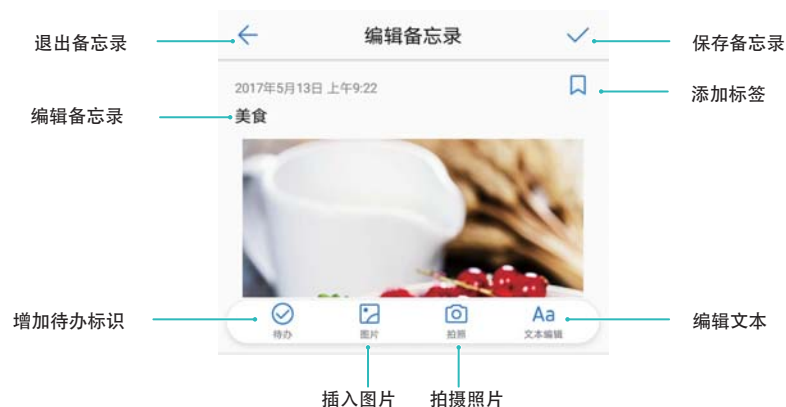 退出备忘录
编辑备忘录
保存备忘录
2017年5月13日 上午9:22
添加标签
编辑备忘录
美食
增加待办标识
待办
图片
拍照
Aa
文本编辑
编辑文本
插入图片
拍摄照片